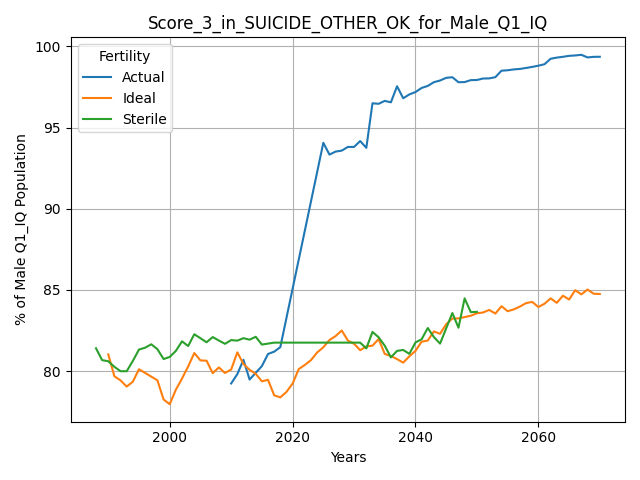 Score_3_in_SUICIDE_OTHER_OK_for_Male_Q1_IQ
Fertility
Actual
Ideal
Sterile
% of Male Q1_IQ Population
100
95
90
85
80
2000
2020
2040
2060
Years